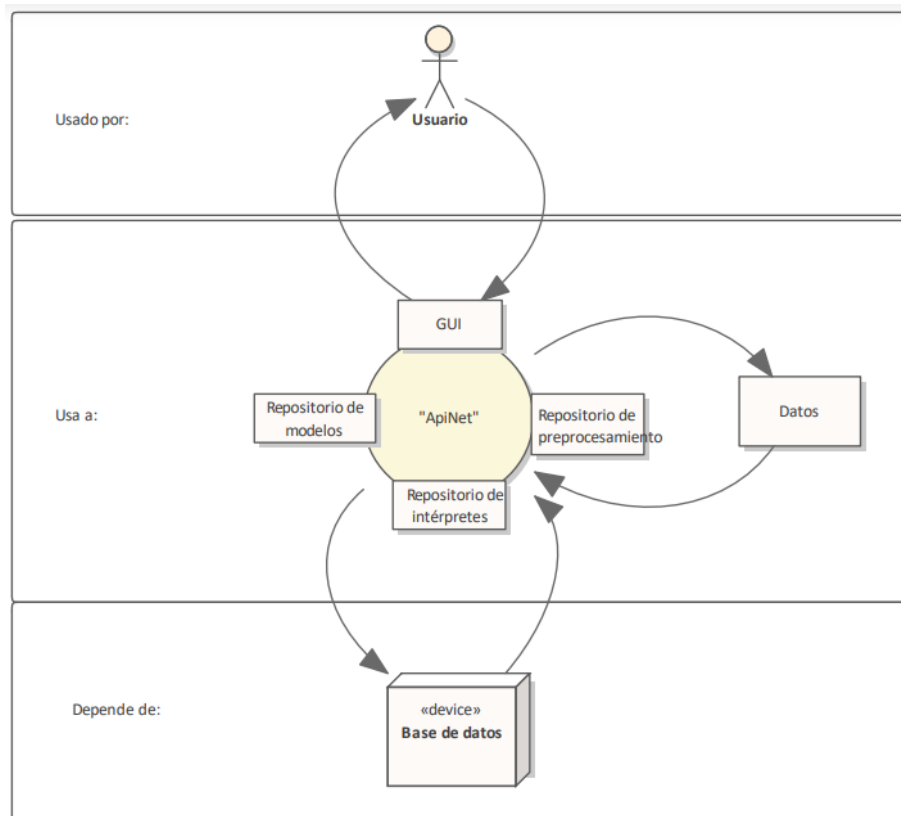 Usado por:
Usuario
GUI
Repositorio de
modelos
Usa a:
"ApiNet"
Repositorio de
preprocesamiento
Datos
Repositorio de
intérpretes
Depende de:
«device»
Base de datos